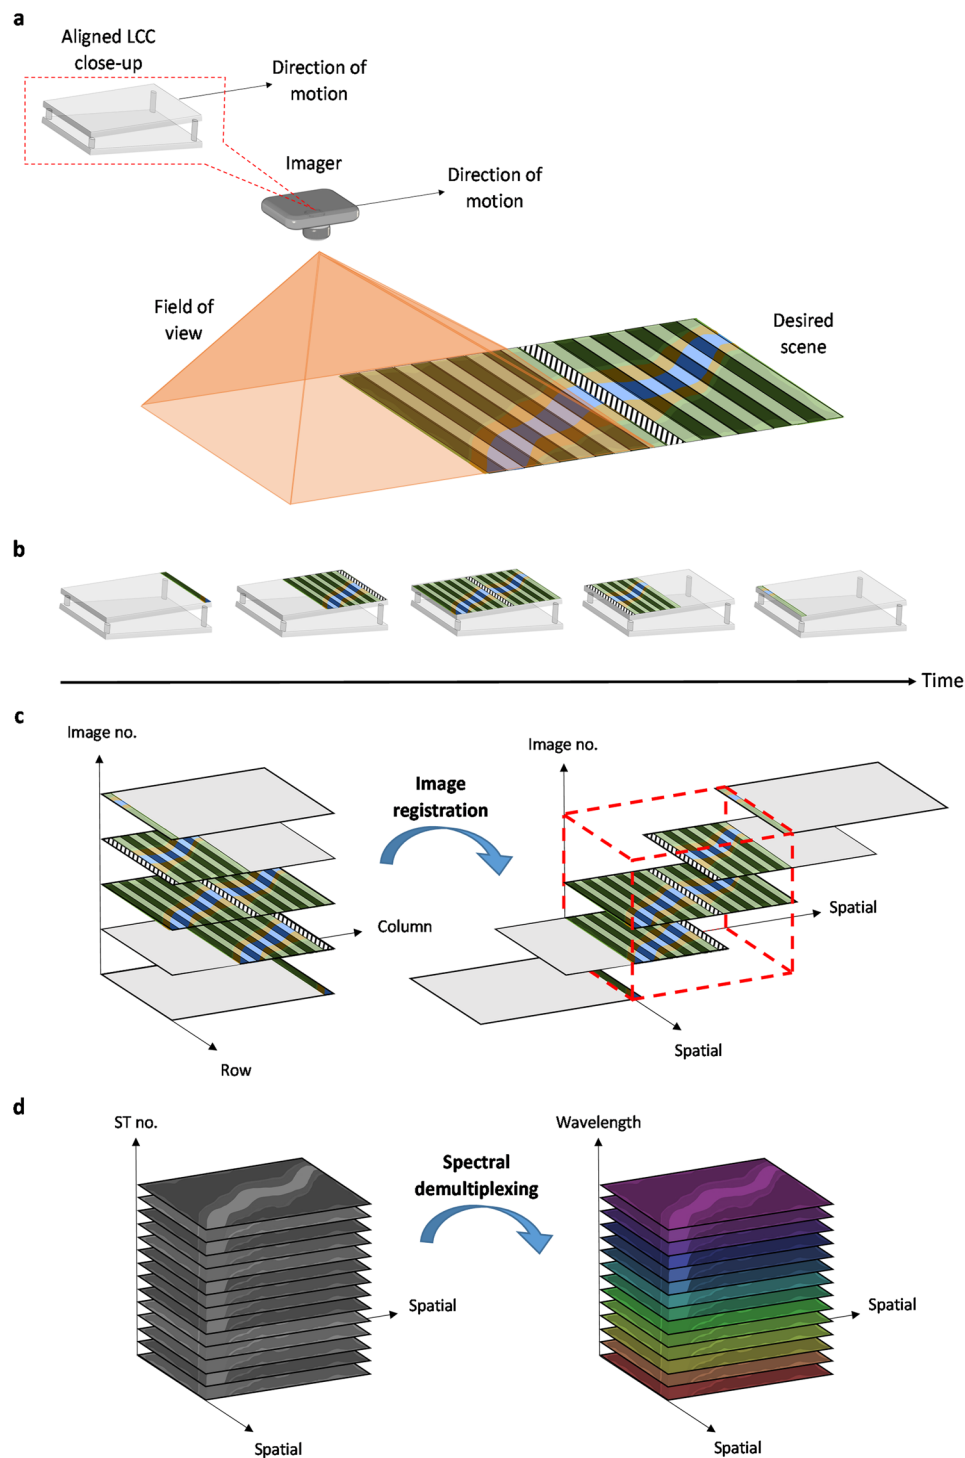 a
Aligned LCC
close-up
Direction of
motion
Imager
Direction of
motion
Field of
view
Desired
scene
b
Time
c
Image no.
Image
registration
Image no.
Column
Spatial
Row
Spatial
d
ST no.
Spectral
demultiplexing
Wavelength
Spatial
Spatial
Spatial
Spatial